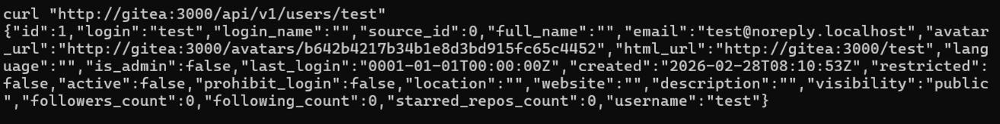 curl "http://gitea:3000/api/v1/users/test"
{"id":1,"login":"test","login_name":"","source_id":0,"full_name":"","email":"test@noreply.localhost","avatar
_url":"http://gitea:3000/avatars/b642b4217b34b1e8d3bd915fc65c4452","html_url":"http://gitea:3000/test","lang
uage":"","is_admin":false,"last_login":"0001-01-01T00:00:00Z","created":"2026-02-28T08:10:53Z","restricted":
false,"active":false,"prohibit_login":false,"location":"","website":"","description":"","visibility":"public
","followers_count":0,"following_count":0,"starred_repos_count":0,"username":"test"}